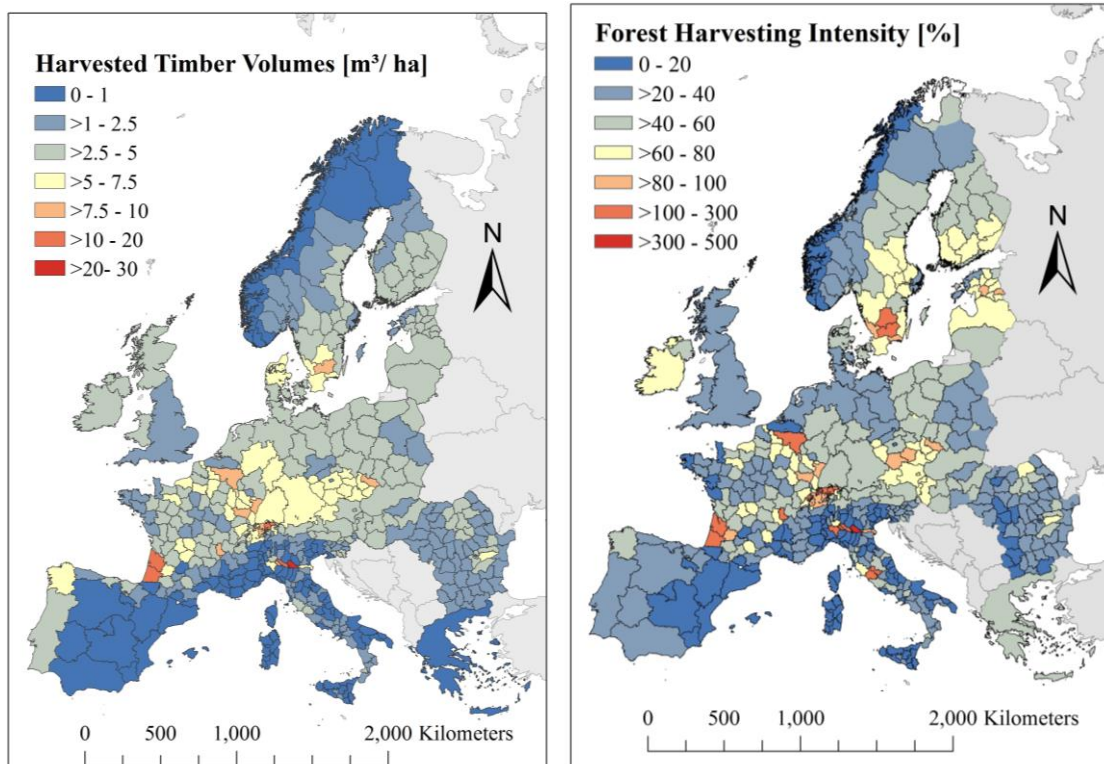 Harvested Timber Volumes [m³/ ha]
0 - 1
>1 - 2.5
>2.5 - 5
>5 - 7.5
>7.5 - 10
>10 - 20
>20- 30
N
0 500 1,000 2,000 Kilometers
Forest Harvesting Intensity [%]
0 - 20
>20 - 40
>40 - 60
>60 - 80
>80 - 100
>100 - 300
>300 - 500
N
0 500 1,000 2,000 Kilometers